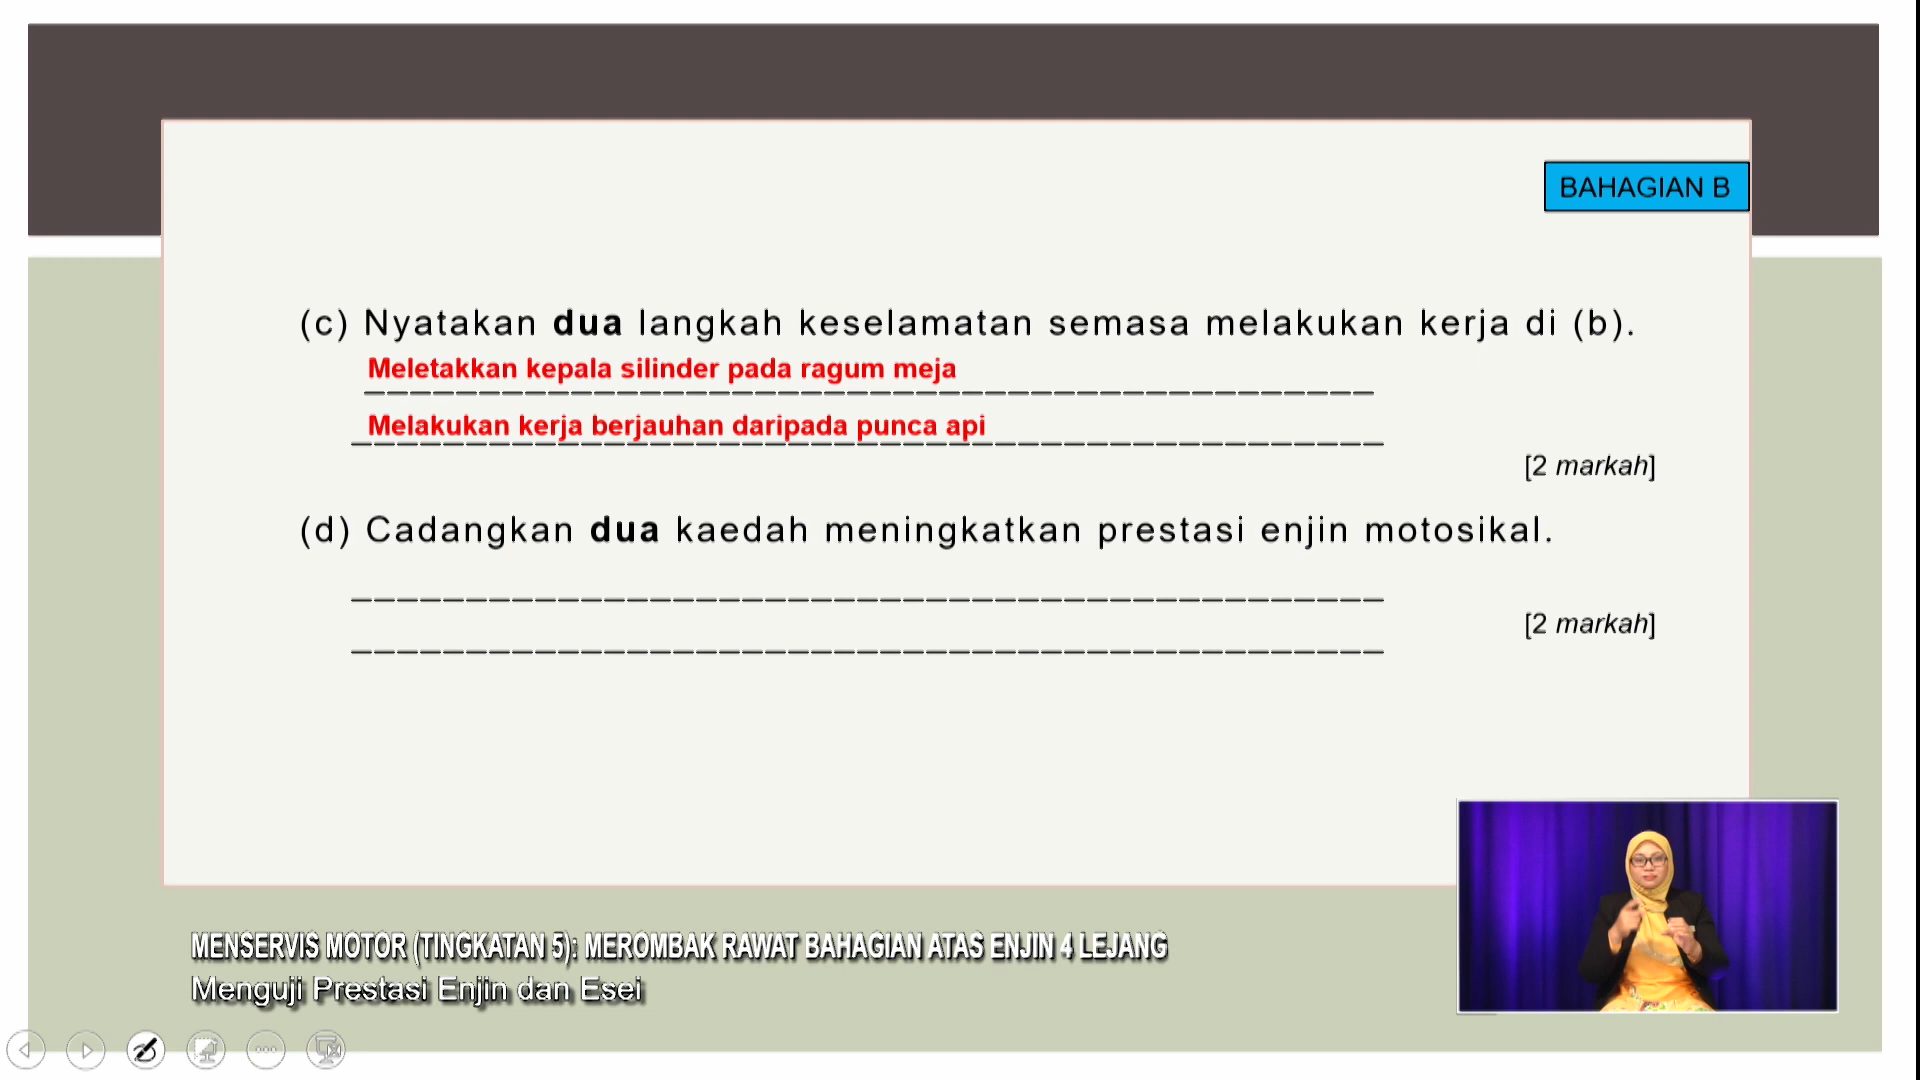 BAHAGIAN B
(c) Nyatakan dua langkah keselamatan semasa melakukan kerja di (b).
Meletakkan kepala silinder pada ragum meja
Melakukan kerja berjauhan daripada punca api
[2 markah]
(d) Cadangkan dua kaedah meningkatkan prestasi enjin motosikal.
[2 markah]
MENSERVIS MOTOR (TINGKATAN 5): MEROMBAK RAWAT BAHAGIAN ATAS ENJIN 4 LEJANG
Menguji Prestasi Enjin dan Esei